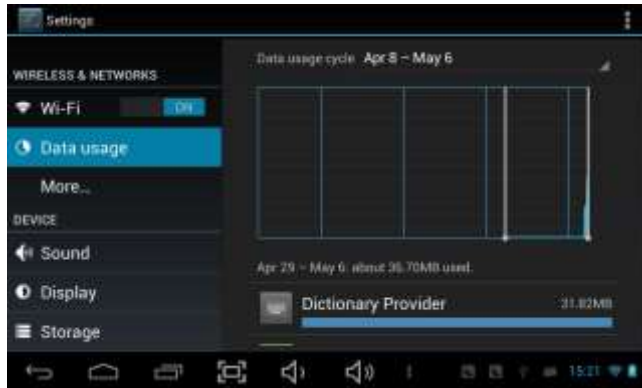 Settings
WIRELESS & NETWORKS
Wi-Fi ON
Data usage
More...
DEVICE
Sound
Display
Storage
Data usage cycle Apr 8 – May 6
Apr 29 – May 6: about 36.70MB used.
Dictionary Provider 31.82MB
15:21